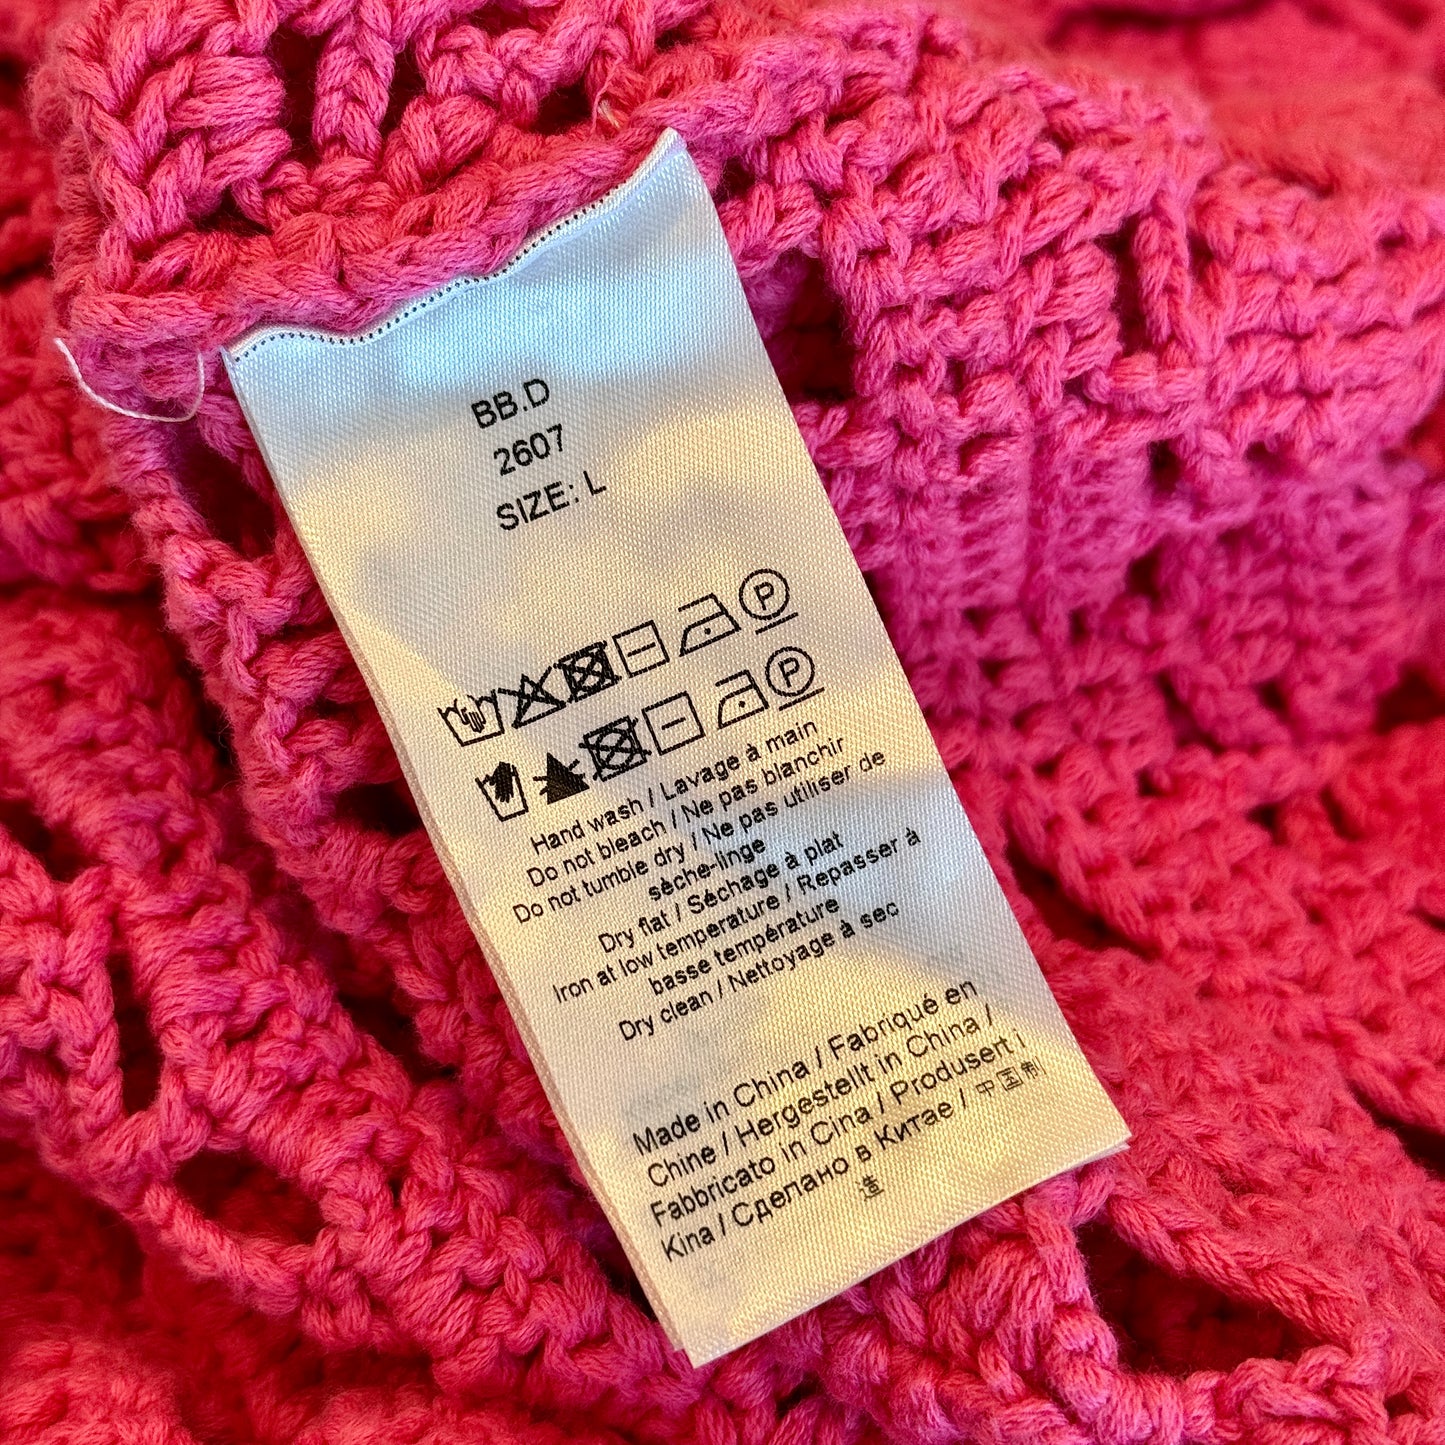 BB.D
2607
SIZE: L
P
P
Hand wash / Lavage à main
Do not bleach / Ne pas blanchir
Do not tumble dry / Ne pas utiliser de
sèche-linge
Dry flat / Séchage à plat
Iron at low temperature / Repasser à
basse température
Dry clean / Nettoyage à sec
Made in China / Fabriqué en
Chine / Hergestellt in China /
Fabbricato in Cina / Produsert i
Kina / Сделано в Китае / 中国制
造